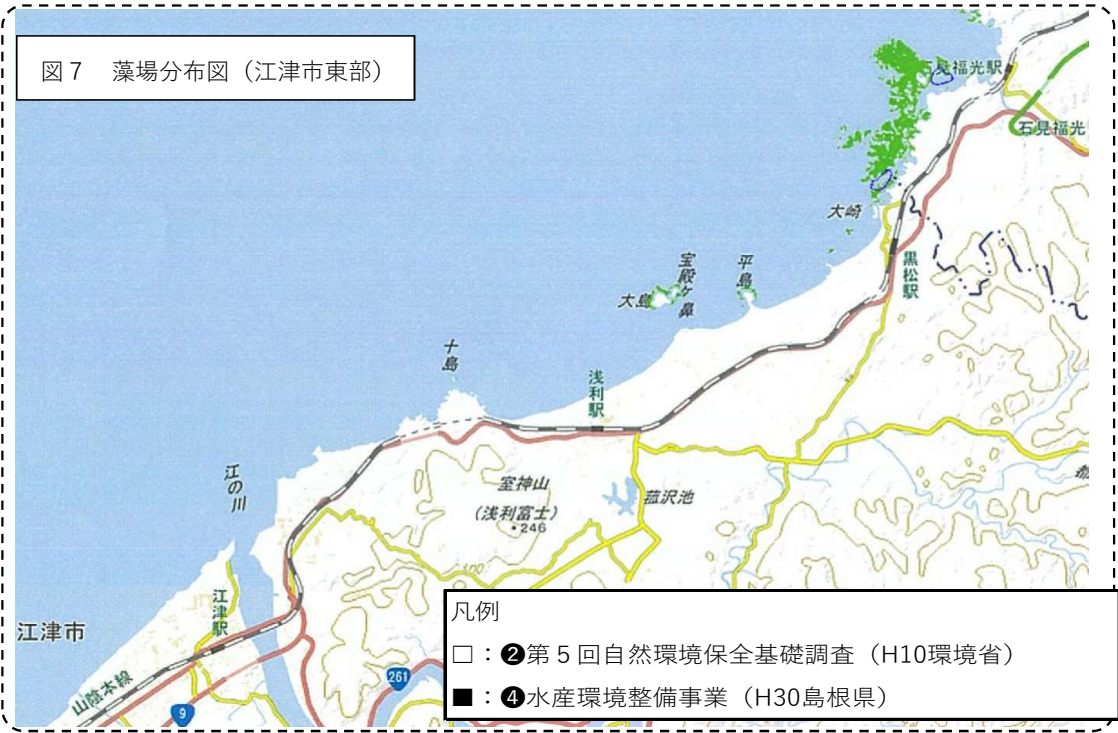 図7 藻場分布図（江津市東部）
見福光駅
石見福光
大崎
黒松駅
宝殿ヶ鼻
平島
大島
十島
浅利駅
江の川
室神山
（浅利富士）
・246
菰沢池
江津駅
江津市
山陰本線
9
261
凡例
□：❷第5回自然環境保全基礎調査（H10環境省）
■：❹水産環境整備事業（H30島根県）